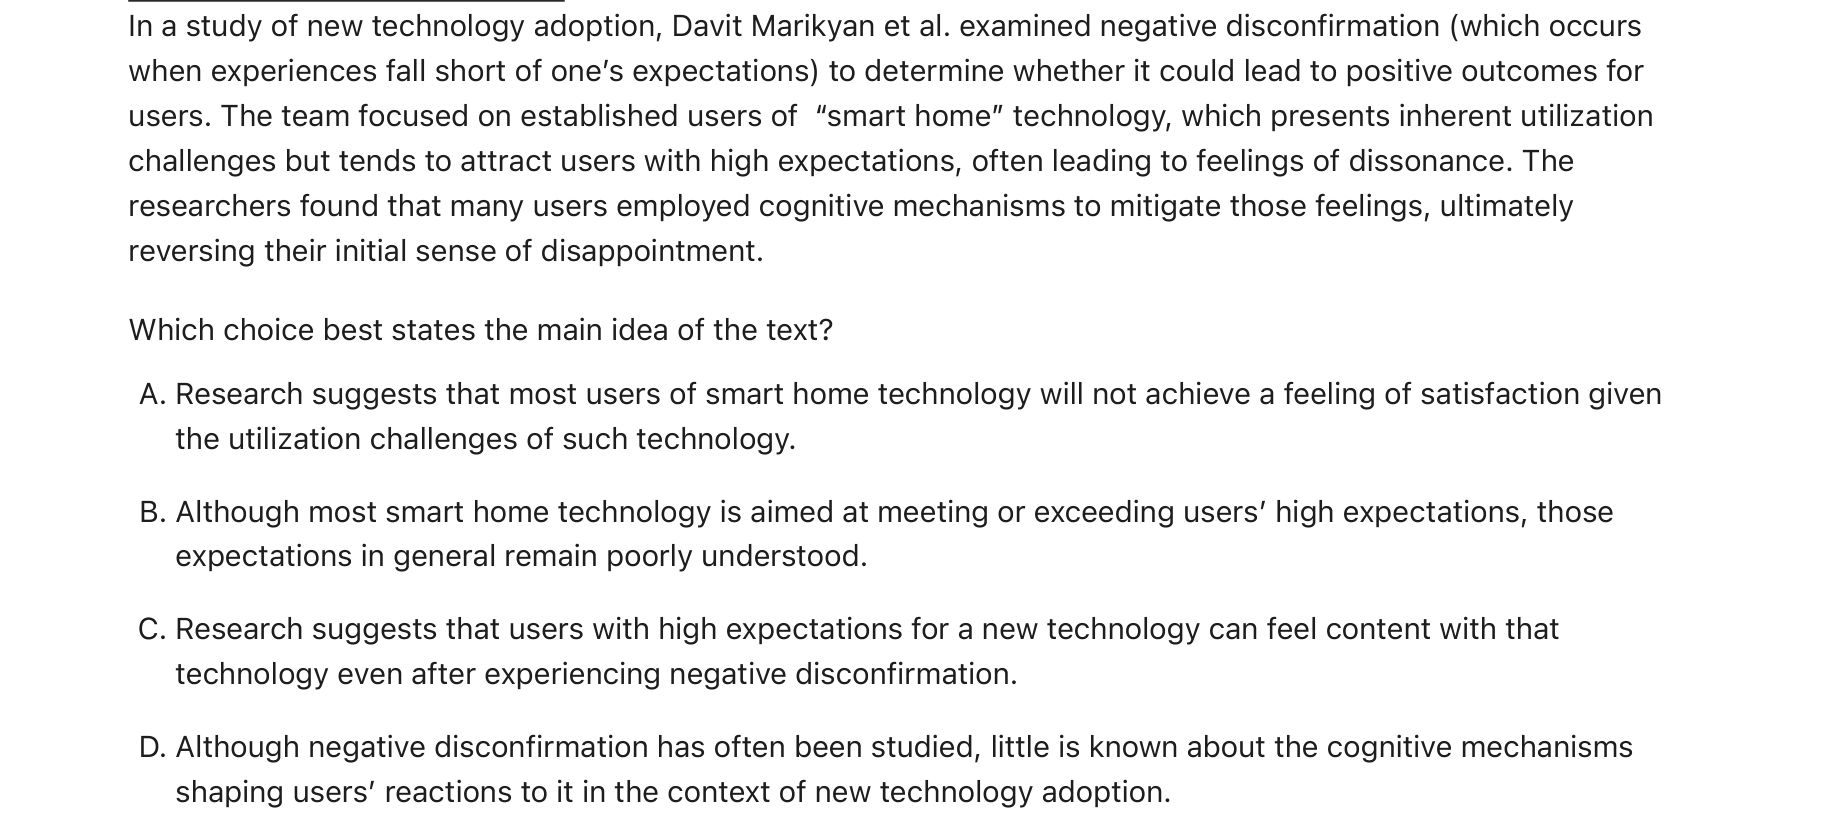 In a study of new technology adoption, Davit Marikyan et al. examined negative disconfirmation (which occurs
when experiences fall short of one’s expectations) to determine whether it could lead to positive outcomes for
users. The team focused on established users of “smart home” technology, which presents inherent utilization
challenges but tends to attract users with high expectations, often leading to feelings of dissonance. The
researchers found that many users employed cognitive mechanisms to mitigate those feelings, ultimately
reversing their initial sense of disappointment.
Which choice best states the main idea of the text?
A. Research suggests that most users of smart home technology will not achieve a feeling of satisfaction given
the utilization challenges of such technology.
B. Although most smart home technology is aimed at meeting or exceeding users’ high expectations, those
expectations in general remain poorly understood.
C. Research suggests that users with high expectations for a new technology can feel content with that
technology even after experiencing negative disconfirmation.
D. Although negative disconfirmation has often been studied, little is known about the cognitive mechanisms
shaping users’ reactions to it in the context of new technology adoption.